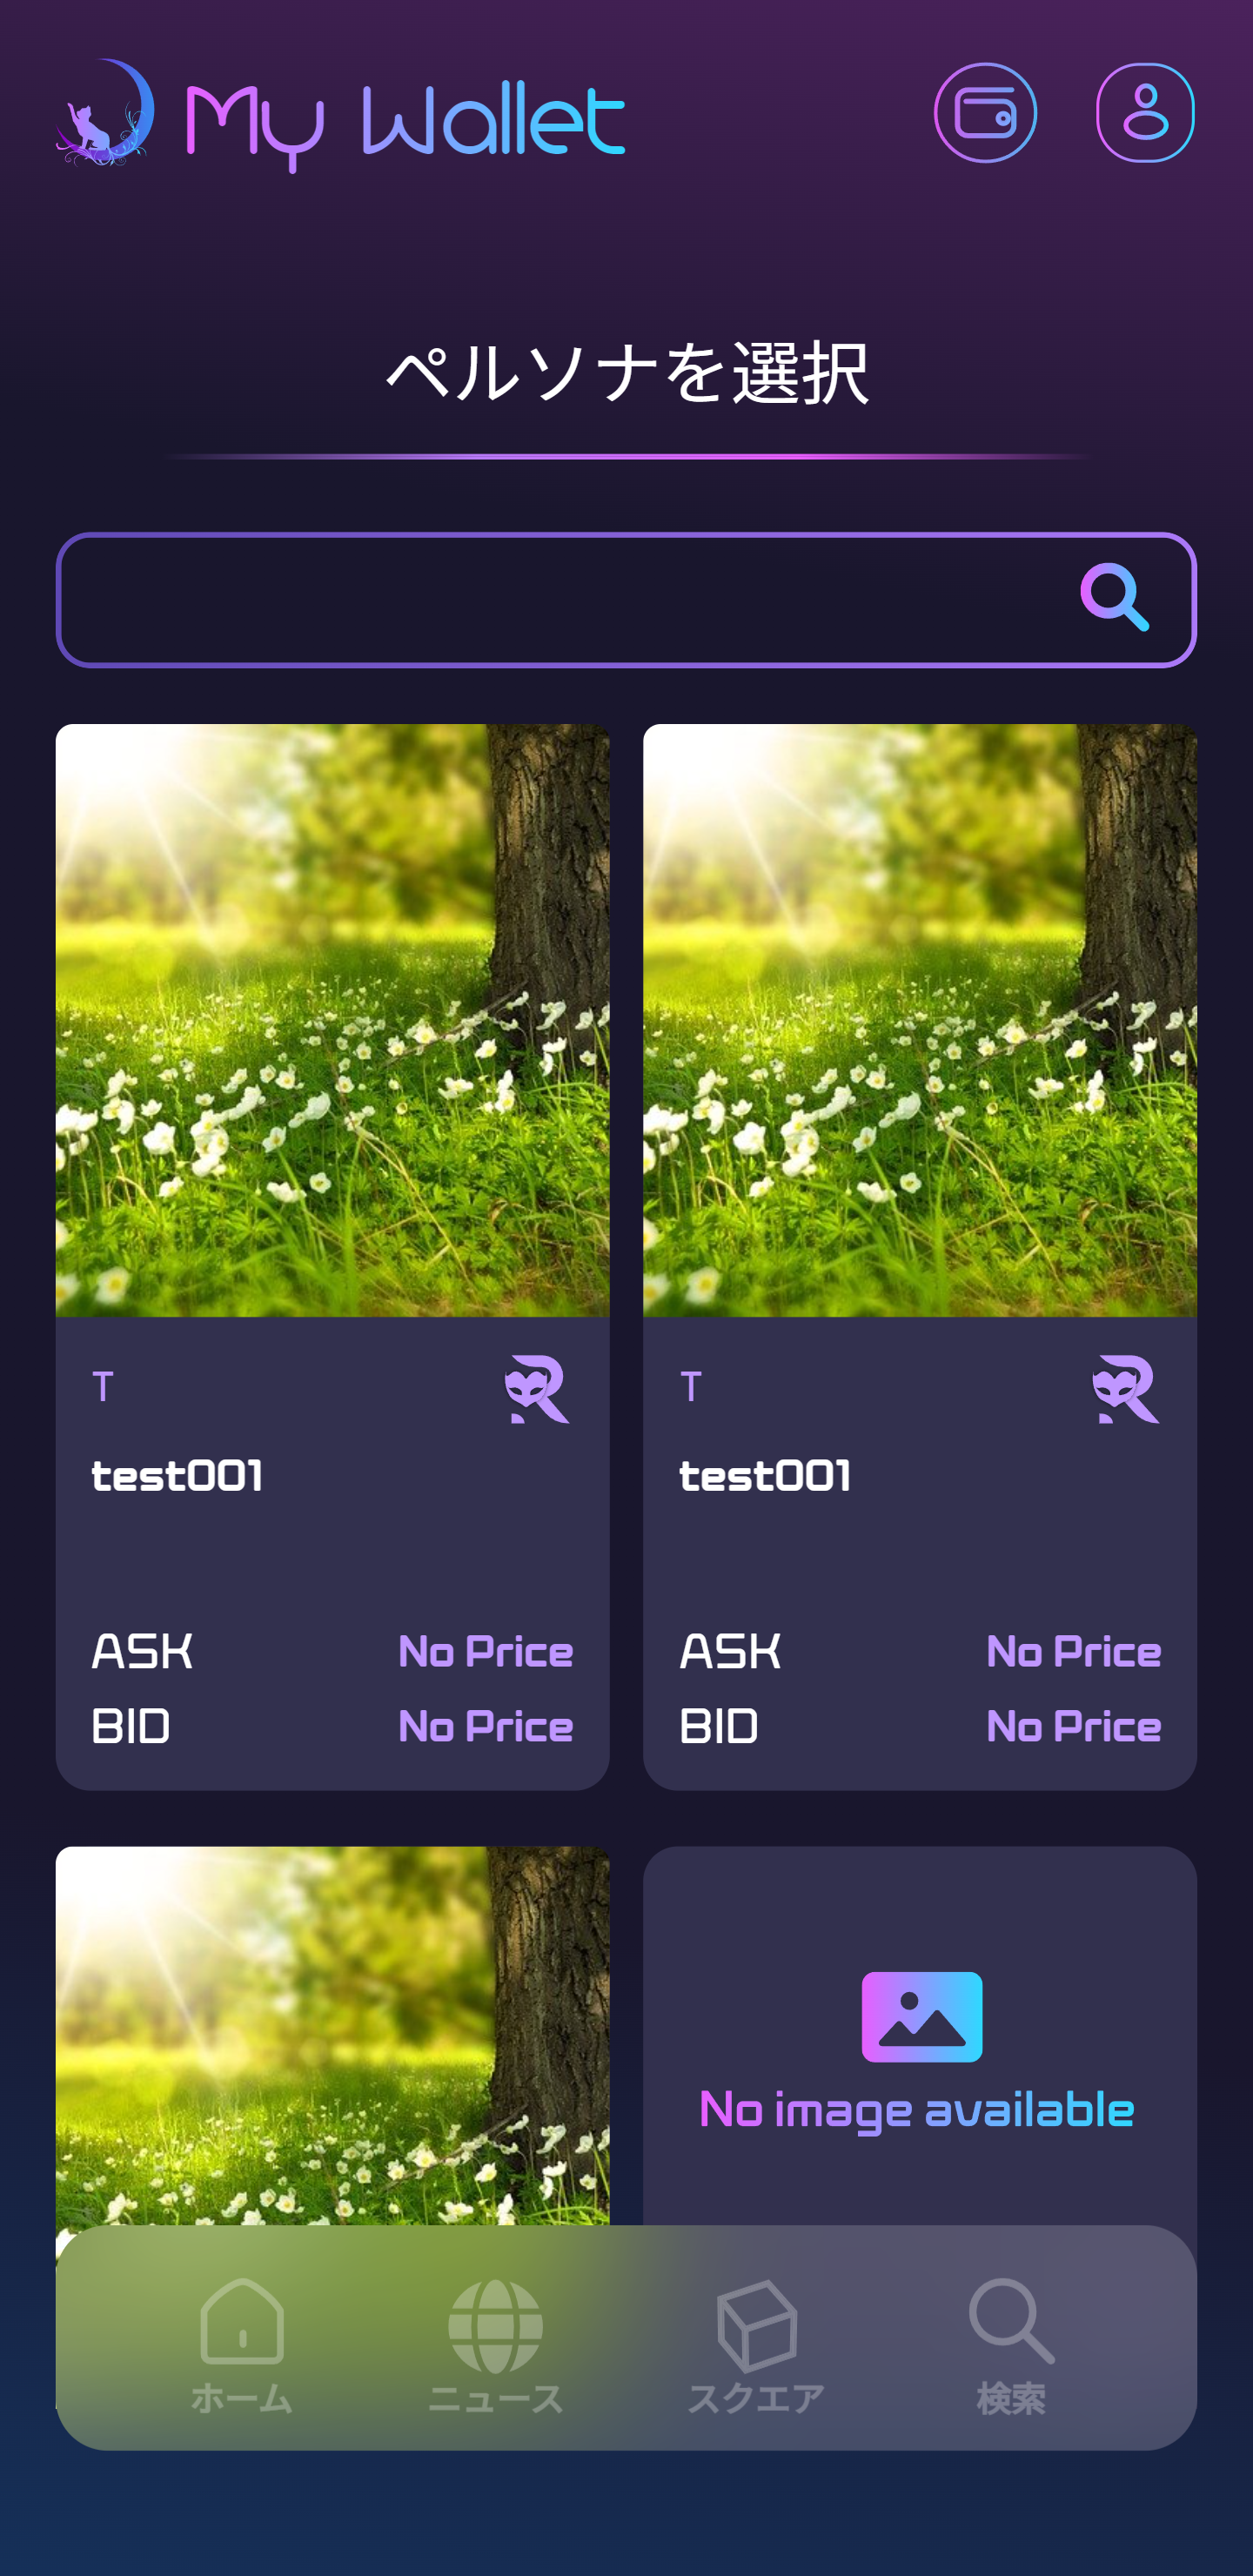 My Wallet
ペルソナを選択
T
test001
ASK No Price
BID No Price
T
test001
ASK No Price
BID No Price
No image available
ホーム
ニュース
スクエア
検索